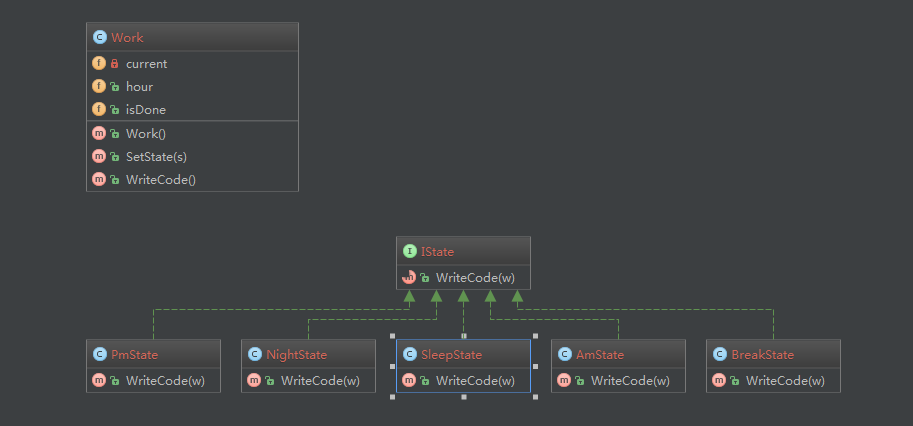 C Work
f current
f hour
f isDone
m Work()
m SetState(s)
m WriteCode()
I IState
m WriteCode(w)
C PmState
m WriteCode(w)
C NightState
m WriteCode(w)
C SleepState
m WriteCode(w)
C AmState
m WriteCode(w)
C BreakState
m WriteCode(w)